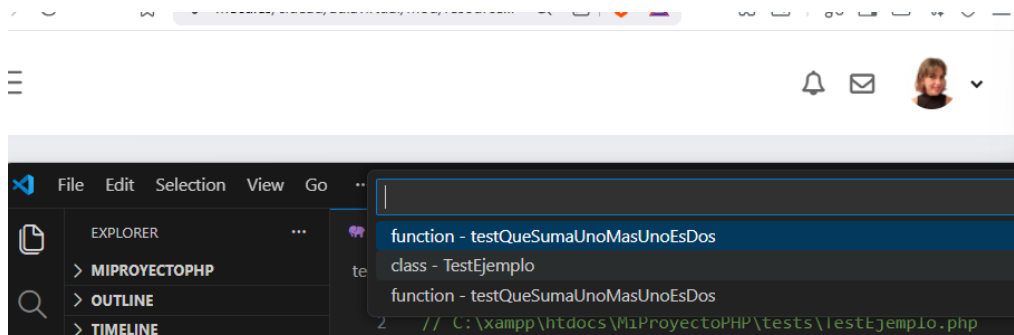 File Edit Selection View Go ...
EXPLORER ...
function - testQueSumaUnoMasUnoEsDos
> MIPROYECTOPHP
te
class - TestEjemplo
> OUTLINE
function - testQueSumaUnoMasUnoEsDos
> TIMELINE
2 // C:\xampp\htdocs\MiProyectoPHP\tests\TestEjemplo.php